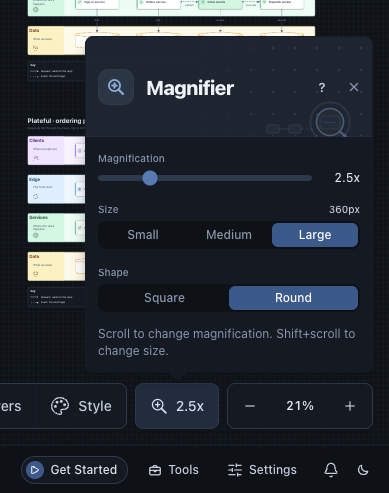 Data
Plateful · ordering p
Clients
Edge
Services
Data
Magnifier
?
Magnification
2.5x
Size
360px
Small
Medium
Large
Shape
Square
Round
Scroll to change magnification. Shift+scroll to
change size.
ers
Style
2.5x
21%
Get Started
Tools
Settings